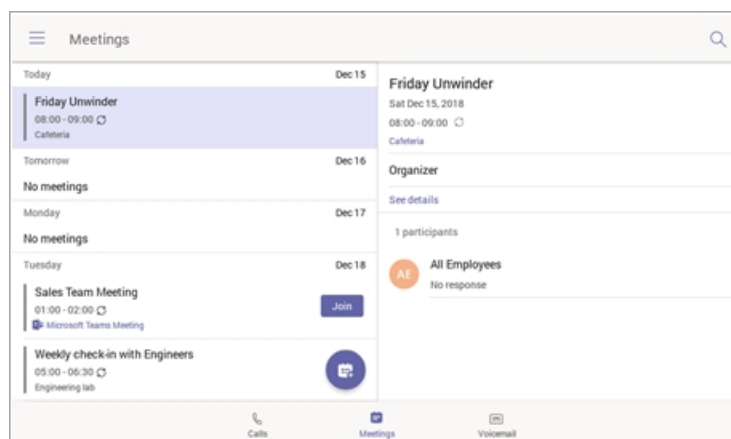 Meetings
Today Dec 15
Friday Unwinder
08:00 - 09:00
Cafeteria
Tomorrow Dec 16
No meetings
Monday Dec 17
No meetings
Tuesday Dec 18
Sales Team Meeting
01:00 - 02:00
Microsoft Teams Meeting
Join
Weekly check-in with Engineers
05:00 - 06:30
Engineering lab
Friday Unwinder
Sat Dec 15, 2018
08:00 - 09:00
Cafeteria
Organizer
See details
1 participants
AE
All Employees
No response
Calls
Meetings
Voicemail